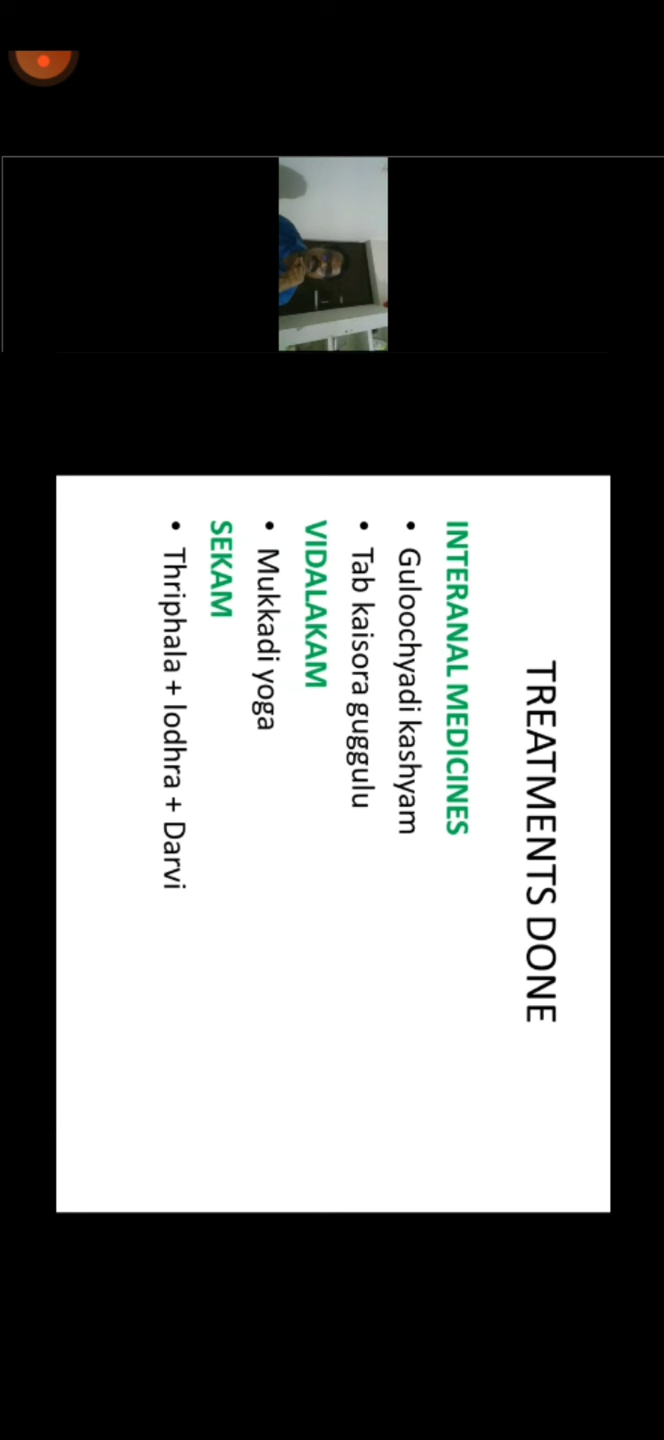 TREATMENTS DONE
INTERANAL MEDICINES
• Guloochyadi kashyam
• Tab kaisora guggulu
VIDALAKAM
• Mukkadi yoga
SEKAM
• Thriphala + lodhra + Darvi